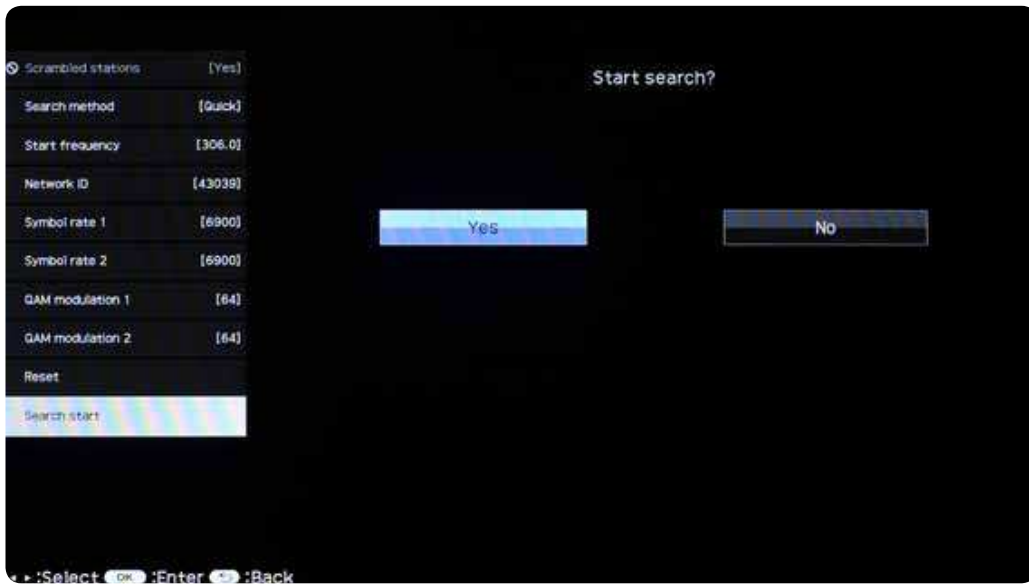 Scrambled stations [Yes]
Start search?
Search method [Quick]
Start frequency [306.0]
Network ID [43039]
Symbol rate 1 [6900]
Yes No
Symbol rate 2 [6900]
QAM modulation 1 [64]
QAM modulation 2 [64]
Reset
Search start
:Select OK :Enter :Back